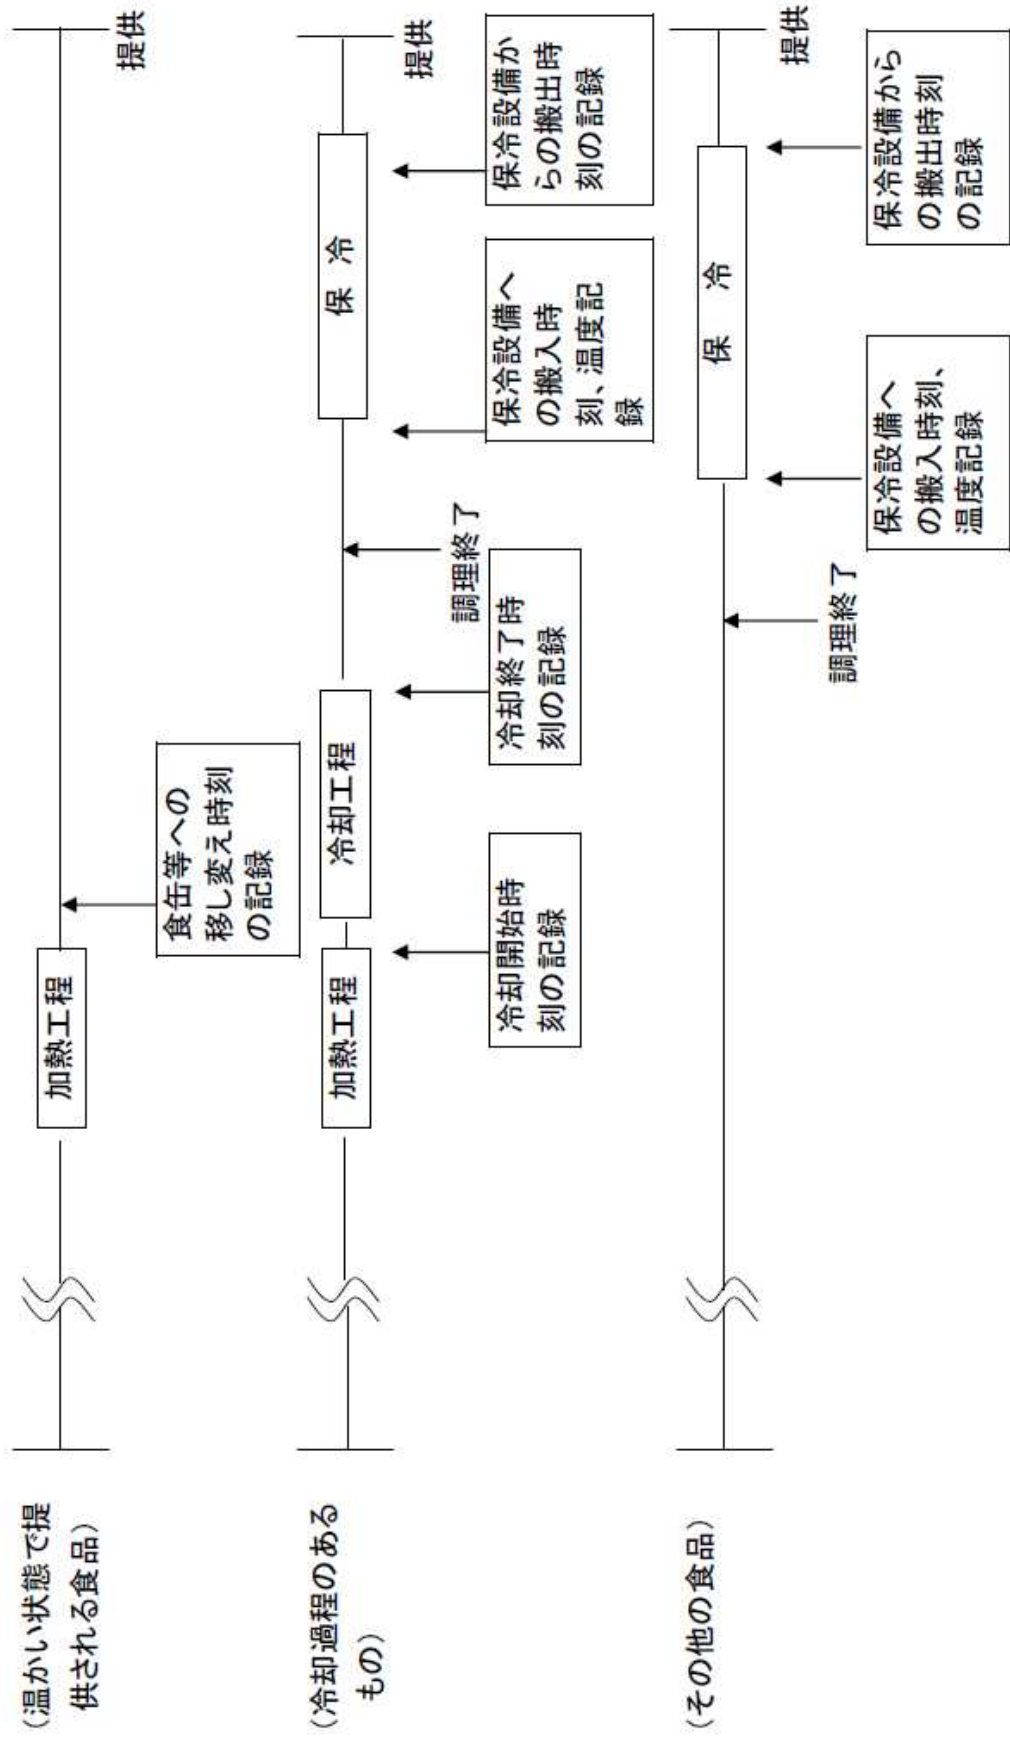 （温かい状態で提
供される食品）
加熱工程
食缶等への
移し変え時刻
の記録
提供
（冷却過程のある
もの）
加熱工程
冷却工程
保　冷
提供
冷却開始時
刻の記録
冷却終了時
刻の記録
調理終了
保冷設備へ
の搬入時
刻、温度記
録
保冷設備か
らの搬出時
刻の記録
（その他の食品）
保　冷
提供
調理終了
保冷設備へ
の搬入時刻、
温度記録
保冷設備から
の搬出時刻
の記録